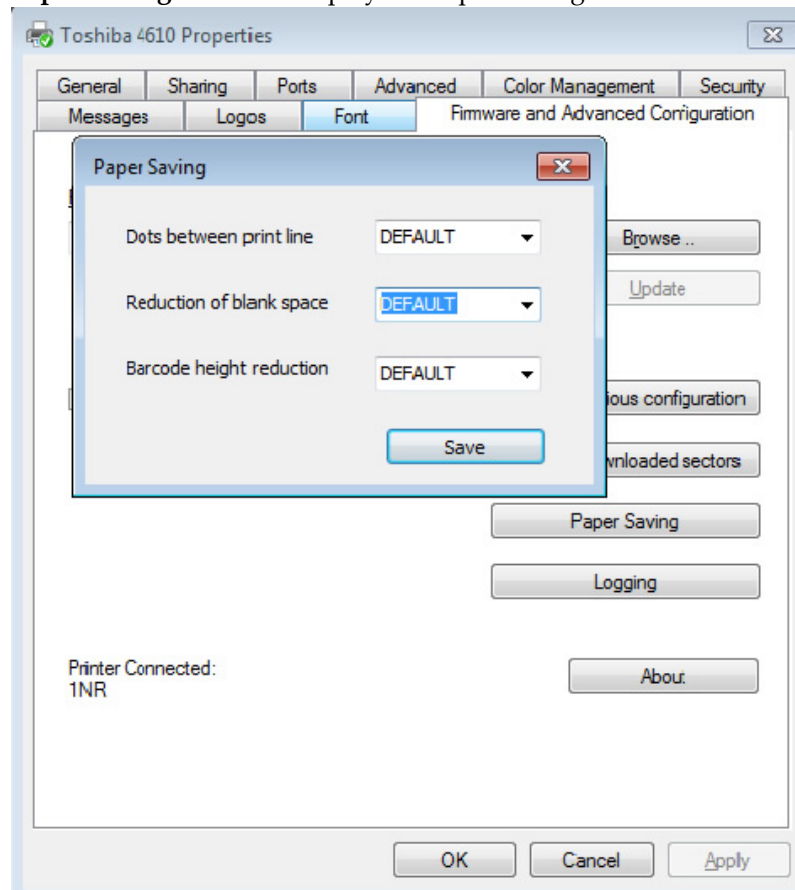 Toshiba 4610 Properties
General Sharing Ports Advanced Color Management Security
Messages Logos Font Firmware and Advanced Configuration
Paper Saving
Dots between print line DEFAULT
Browse ..
Reduction of blank space DEFAULT
Update
Barcode height reduction DEFAULT
ious configuration
Save
wnloaded sectors
Paper Saving
Logging
Printer Connected:
1NR
About
OK Cancel Apply